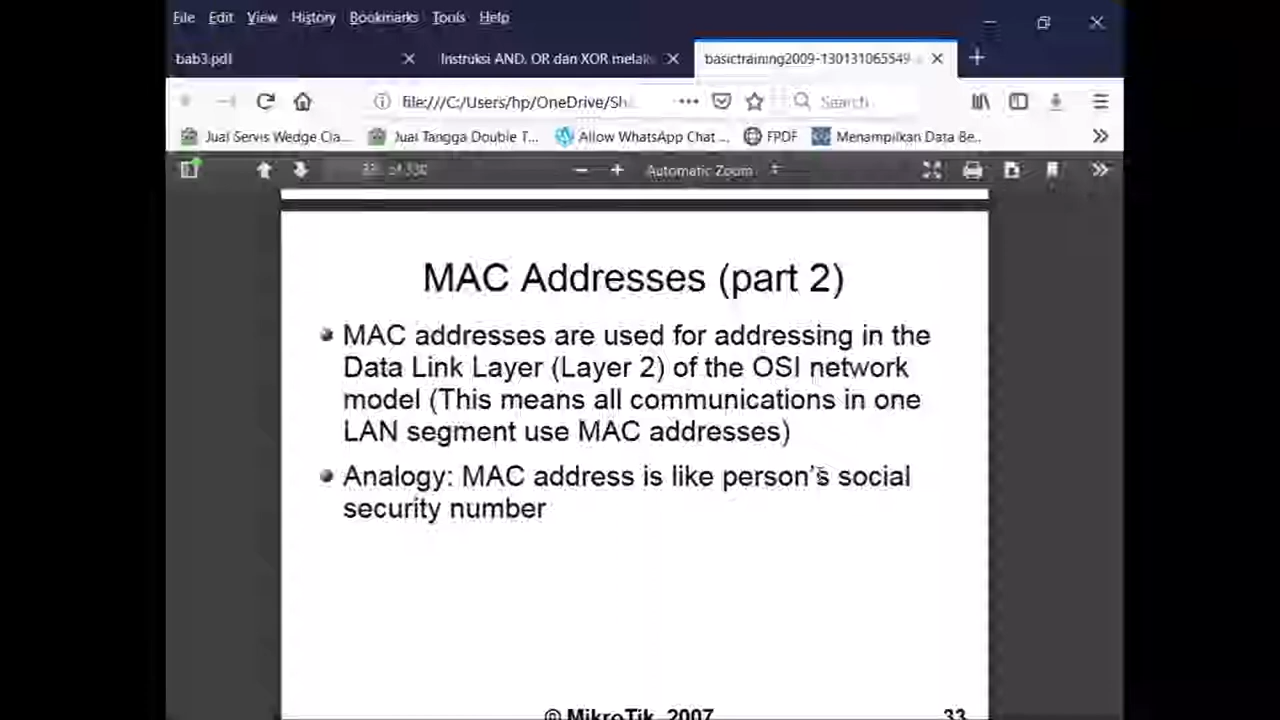 File Edit View History Bookmarks Tools Help
bab3.pdf Instruksi AND, OR dan XOR melak basictraining2009-130131065549
file:///C:/Users/hp/OneDrive/Sh Search
Jual Servis Wedge Cla... Jual Tangga Double T... Allow WhatsApp Chat ... FPDF Menampilkan Data Be...
33 of 330 Automatic Zoom
MAC Addresses (part 2)
MAC addresses are used for addressing in the
Data Link Layer (Layer 2) of the OSI network
model (This means all communications in one
LAN segment use MAC addresses)
Analogy: MAC address is like person's social
security number
© MikroTik 2007 33